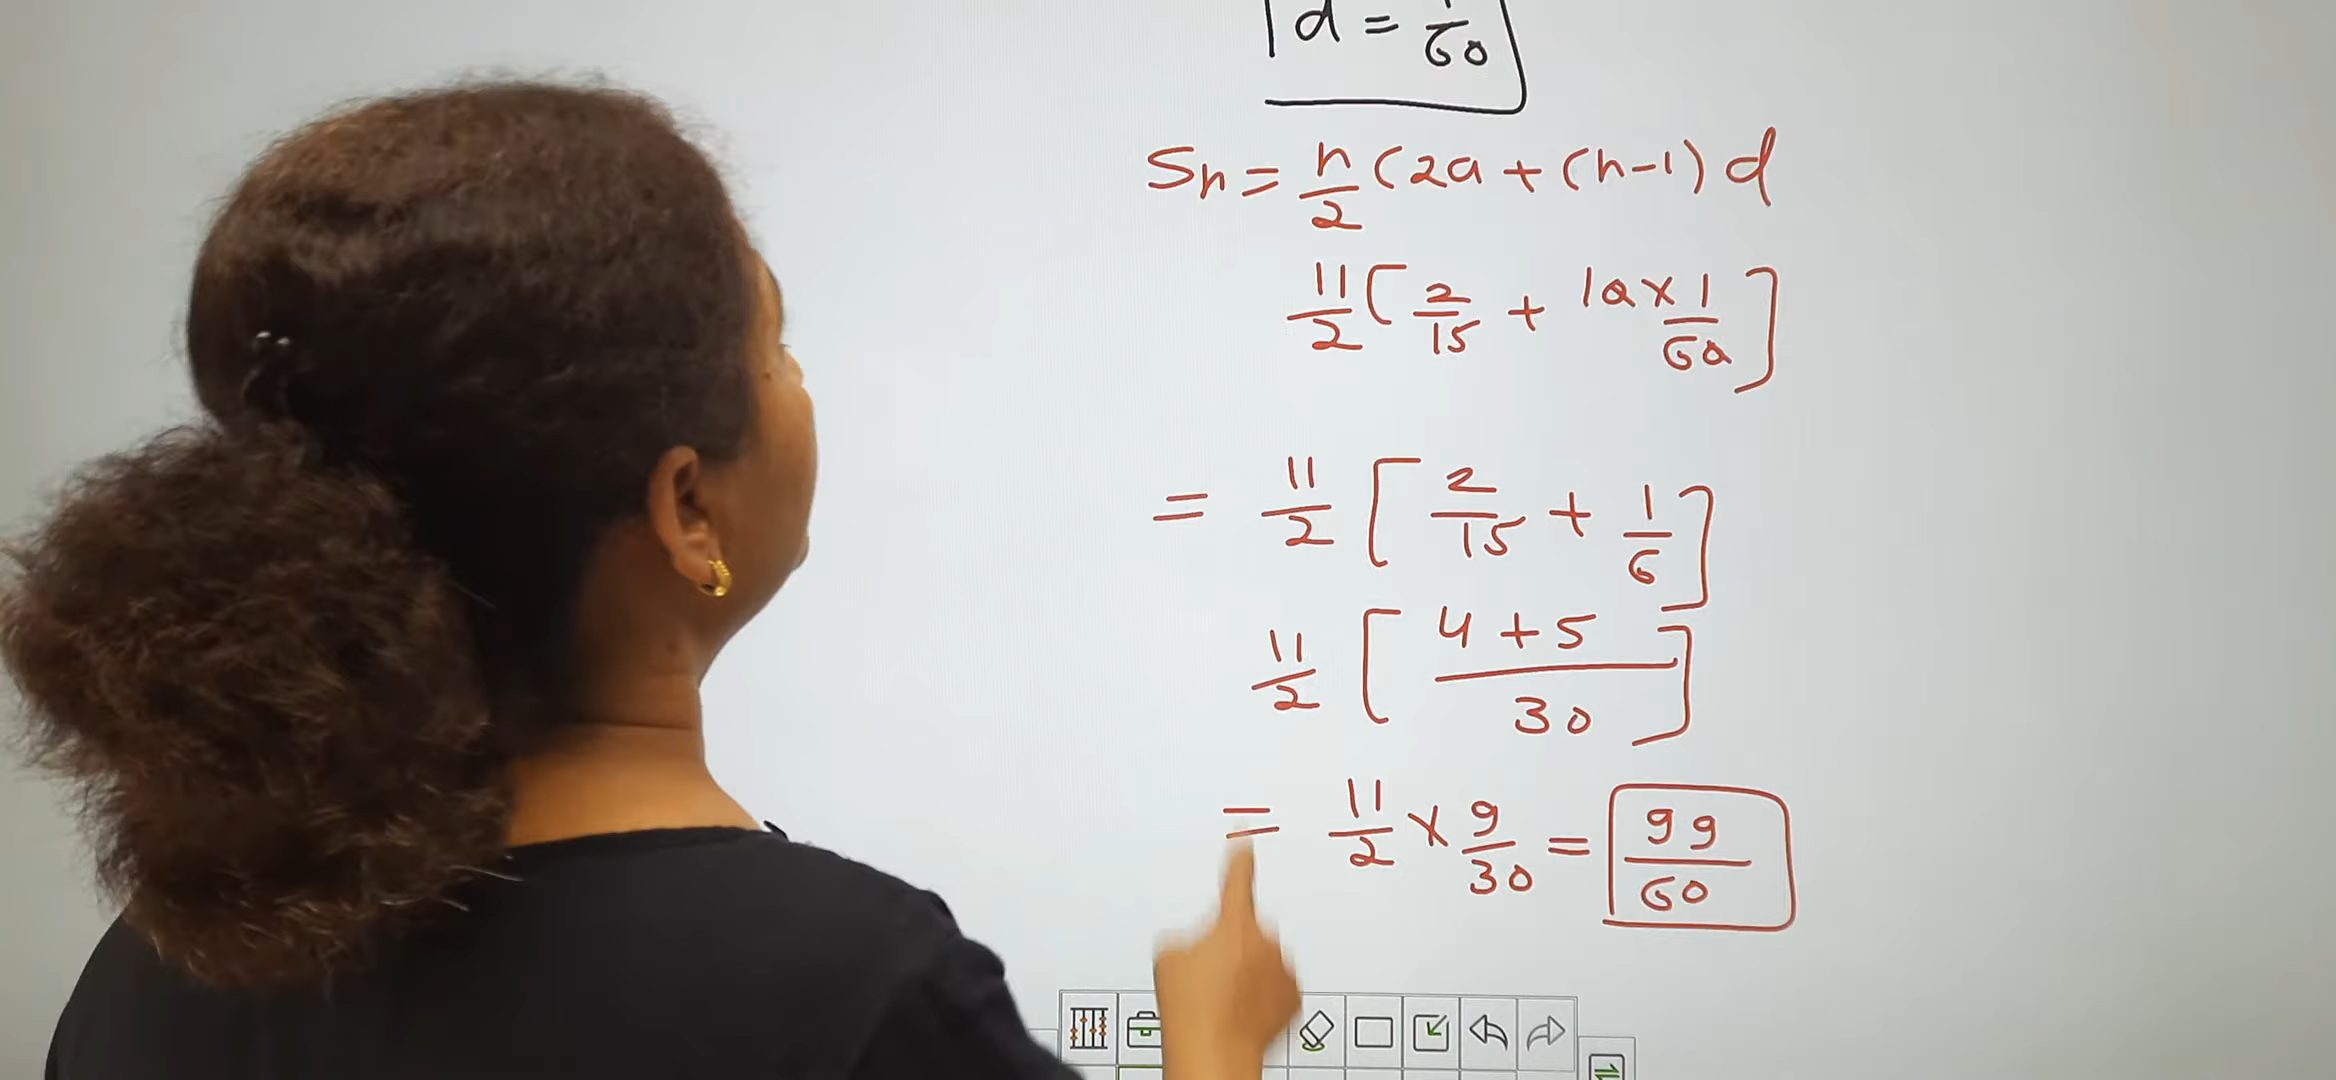 d = 1/60
Sn = n/2 (2a + (n-1) d
11/2 [ 2/15 + 10 x 1/60 ]
= 11/2 [ 2/15 + 1/6 ]
11/2 [ 4 + 5 / 30 ]
= 11/2 x 9/30 = 99/60